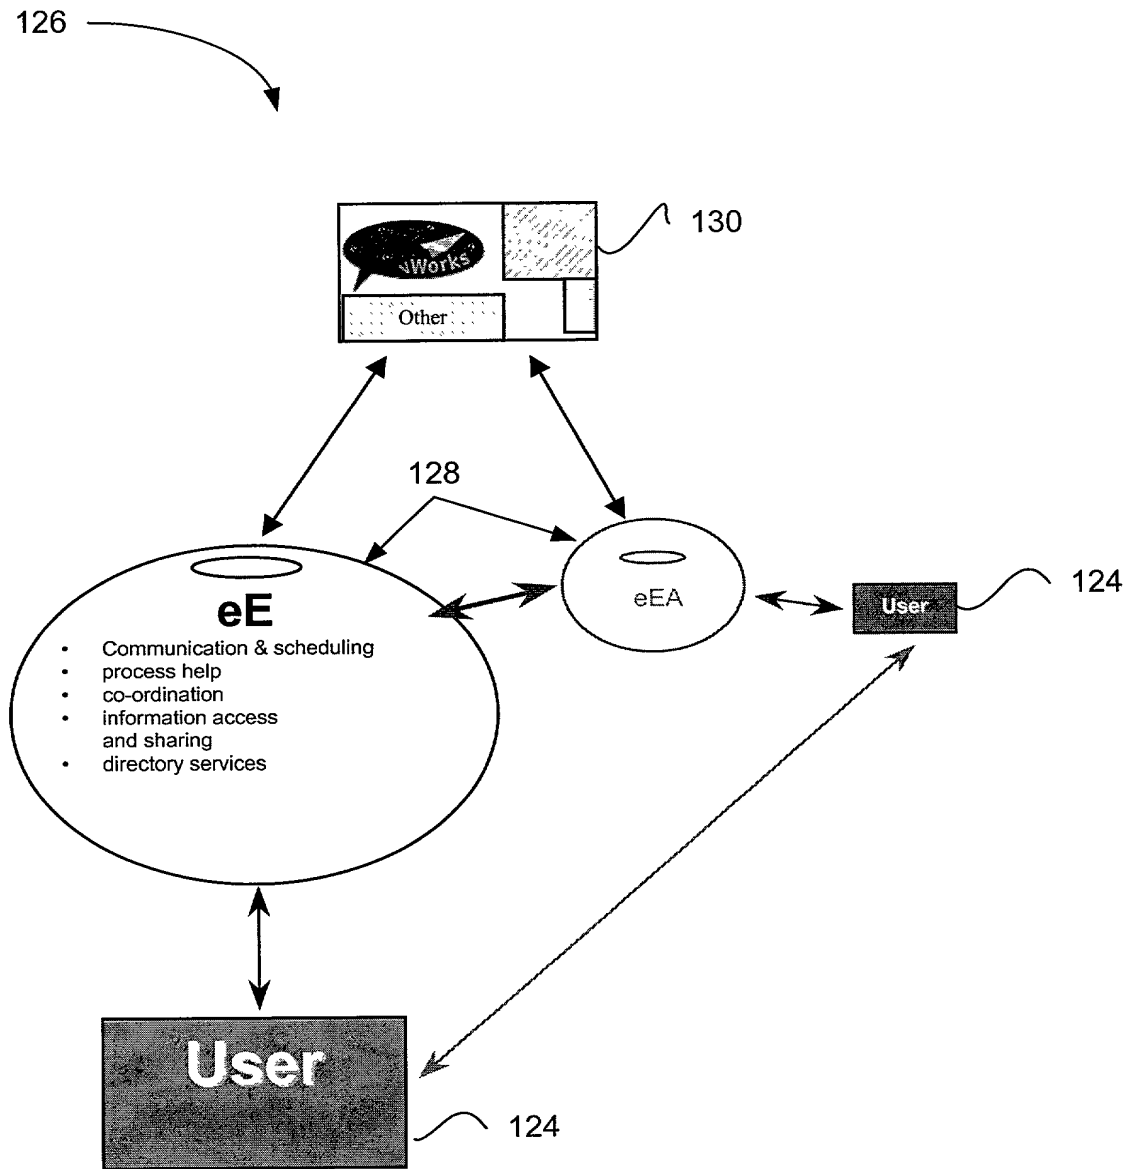 126
130
vWorks
Other
128
eE
• Communication & scheduling
• process help
• co-ordination
• information access
and sharing
• directory services
eEA
User
124
User
124